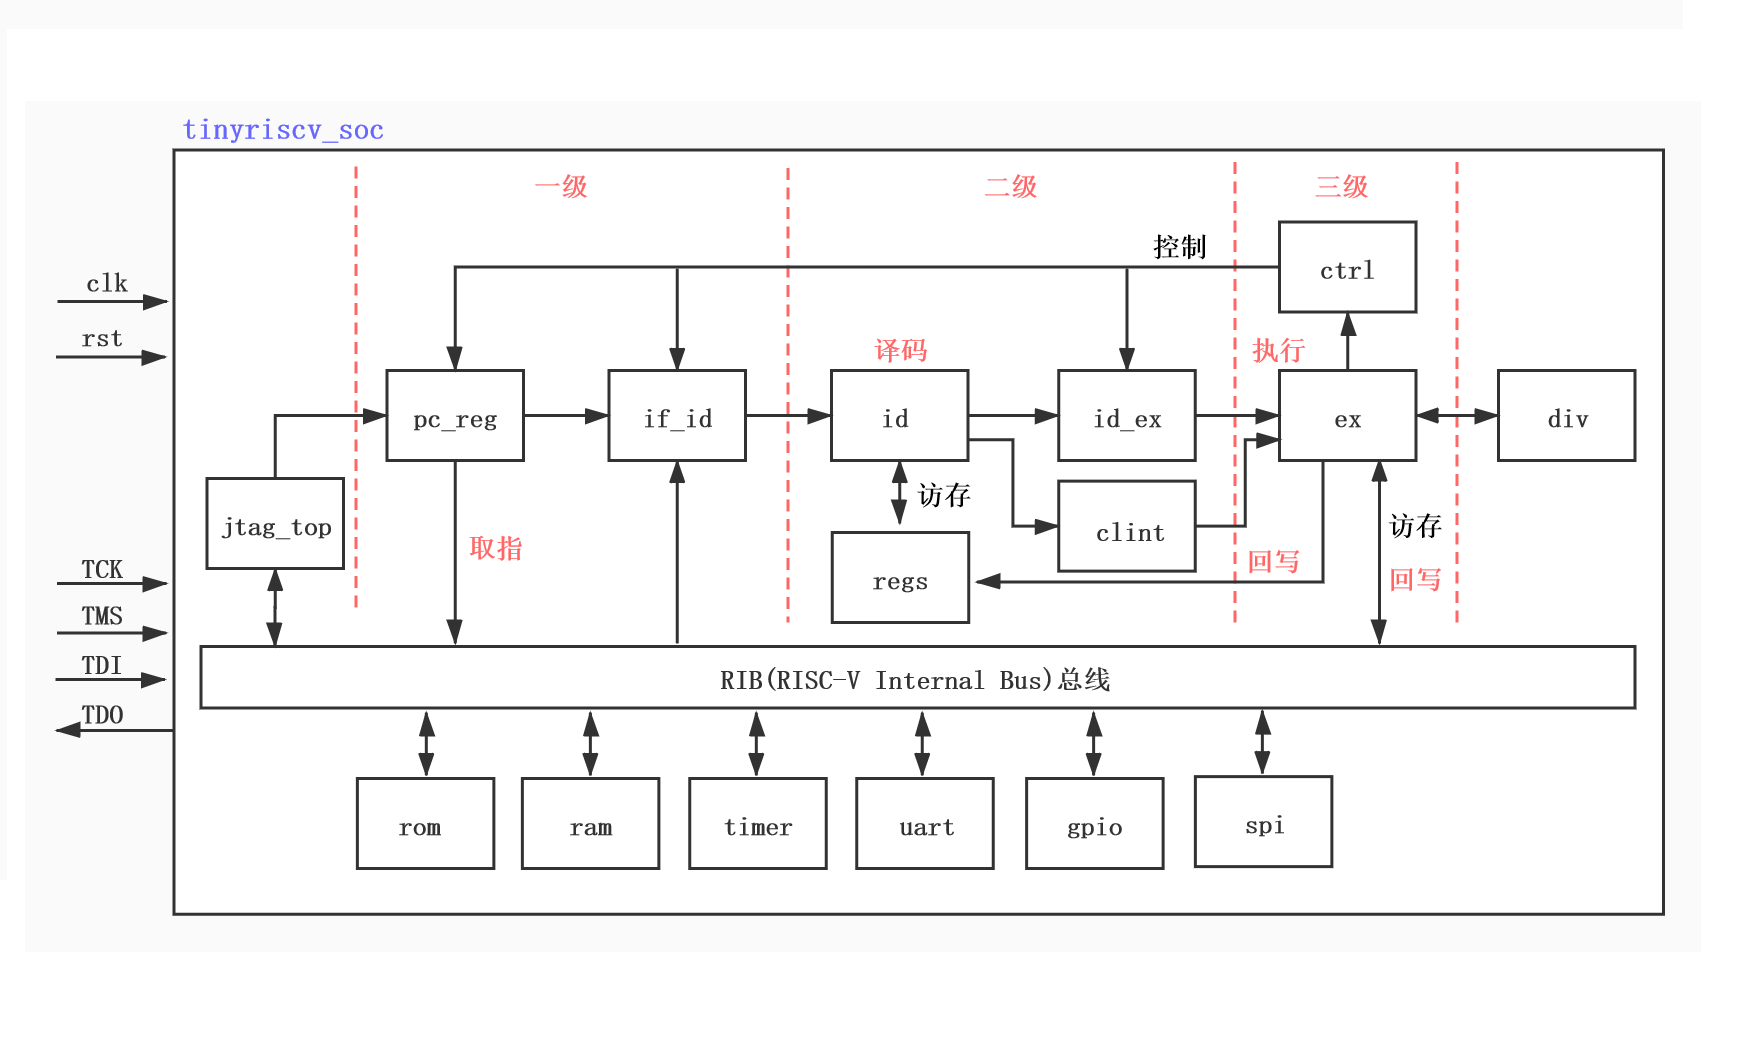 tinyriscv_soc
一级
二级
三级
控制
ctrl
clk
rst
译码
执行
pc_reg
if_id
id
id_ex
ex
div
jtag_top
访存
clint
访存
取指
回写
regs
回写
TCK
TMS
TDI
TDO
RIB(RISC-V Internal Bus)总线
rom
ram
timer
uart
gpio
spi